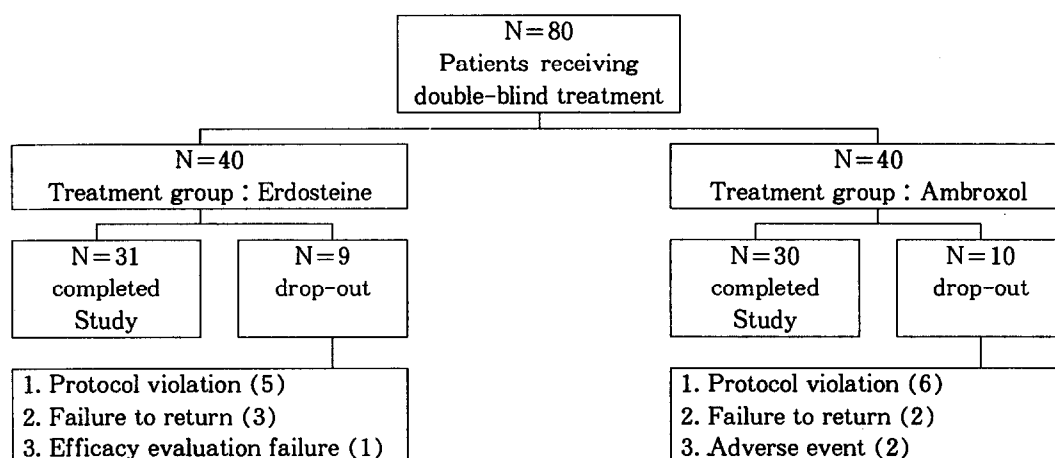 N=80
Patients receiving
double-blind treatment
N=40
Treatment group : Erdosteine
N=40
Treatment group : Ambroxol
N=31
completed
Study
N=9
drop-out
N=30
completed
Study
N=10
drop-out
1. Protocol violation (5)
2. Failure to return (3)
3. Efficacy evaluation failure (1)
1. Protocol violation (6)
2. Failure to return (2)
3. Adverse event (2)